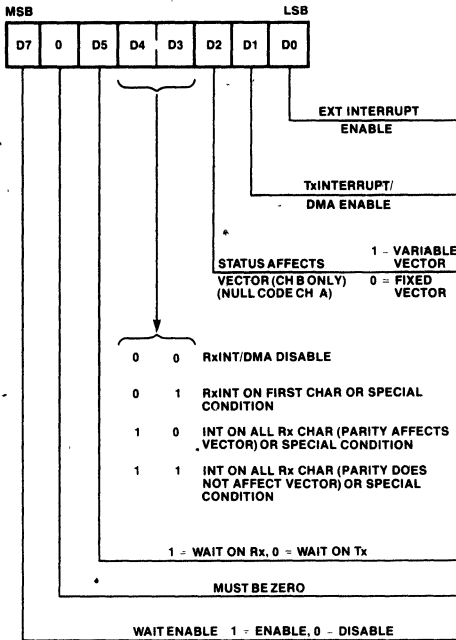 MSB LSB
D7 0 D5 D4 D3 D2 D1 D0
EXT INTERRUPT
ENABLE
TxINTERRUPT/
DMA ENABLE
STATUS AFFECTS
VECTOR (CH B ONLY)
(NULL CODE CH A)
1 – VARIABLE
VECTOR
0 = FIXED
VECTOR
0 0 RxINT/DMA DISABLE
0 1 RxINT ON FIRST CHAR OR SPECIAL
CONDITION
1 0 INT ON ALL Rx CHAR (PARITY AFFECTS
VECTOR) OR SPECIAL CONDITION
1 1 INT ON ALL Rx CHAR (PARITY DOES
NOT AFFECT VECTOR) OR SPECIAL
CONDITION
1 = WAIT ON Rx, 0 = WAIT ON Tx
MUST BE ZERO
WAIT ENABLE 1 = ENABLE, 0 – DISABLE